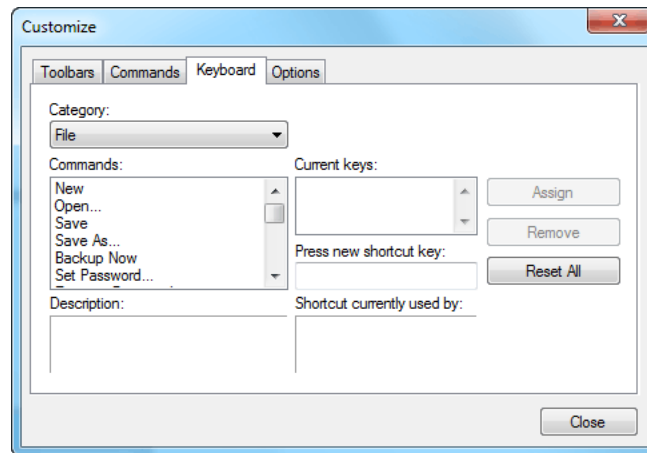 Customize
Toolbars Commands Keyboard Options
Category:
File
Commands:
New
Open...
Save
Save As...
Backup Now
Set Password...
Current keys:
Assign
Remove
Press new shortcut key:
Reset All
Description:
Shortcut currently used by:
Close